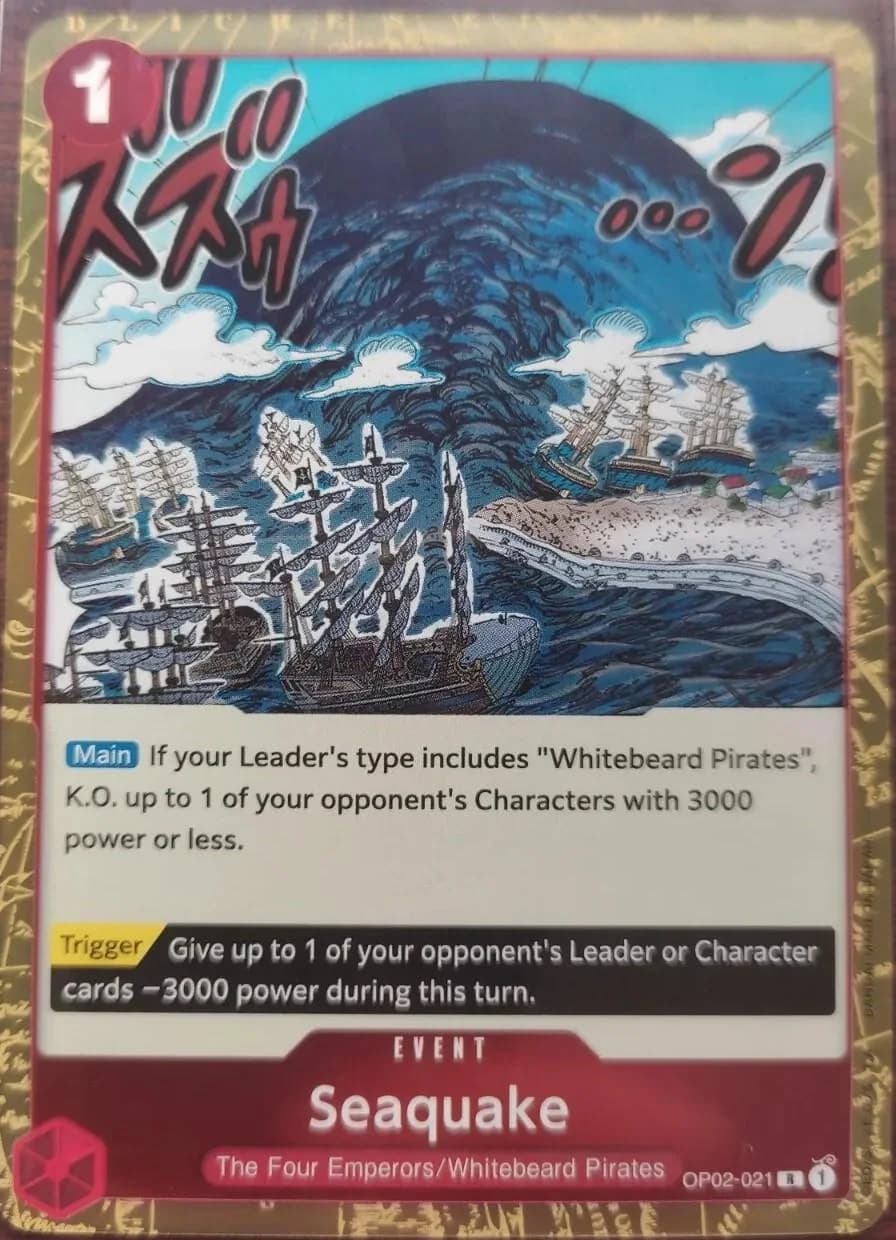 1
ズズゥ
...!!
Main If your Leader's type includes "Whitebeard Pirates",
K.O. up to 1 of your opponent's Characters with 3000
power or less.
Trigger Give up to 1 of your opponent's Leader or Character
cards −3000 power during this turn.
EVENT
Seaquake
The Four Emperors/Whitebeard Pirates
OP02-021 R 1